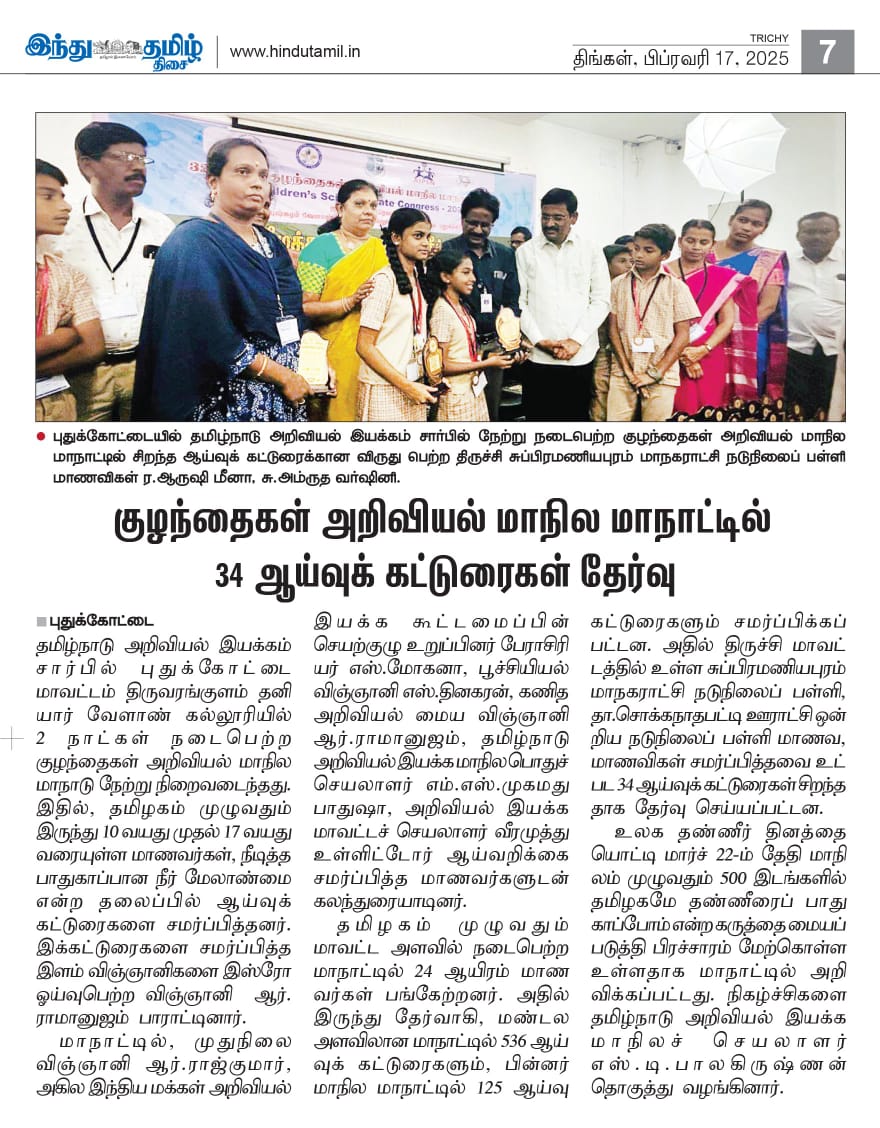 இந்து தமிழ் திசை
www.hindutamil.in
TRICHY
திங்கள், பிப்ரவரி 17, 2025
7
புதுக்கோட்டையில் தமிழ்நாடு அறிவியல் இயக்கம் சார்பில் நேற்று நடைபெற்ற குழந்தைகள் அறிவியல் மாநில
மாநாட்டில் சிறந்த ஆய்வுக் கட்டுரைக்கான விருது பெற்ற திருச்சி சுப்பிரமணியபுரம் மாநகராட்சி நடுநிலைப் பள்ளி
மாணவிகள் ர.ஆருஷி மீனா, சு.அம்ருத வர்ஷினி.
குழந்தைகள் அறிவியல் மாநில மாநாட்டில்
34 ஆய்வுக் கட்டுரைகள் தேர்வு
புதுக்கோட்டை
தமிழ்நாடு அறிவியல் இயக்கம்
சார்பில் புதுக்கோட்டை
மாவட்டம் திருவரங்குளம் தனி
யார் வேளாண் கல்லூரியில்
2 நாட்கள் நடைபெற்ற
குழந்தைகள் அறிவியல் மாநில
மாநாடு நேற்று நிறைவடைந்தது.
இதில், தமிழகம் முழுவதும்
இருந்து 10 வயது முதல் 17 வயது
வரையுள்ள மாணவர்கள், நீடித்த
பாதுகாப்பான நீர் மேலாண்மை
என்ற தலைப்பில் ஆய்வுக்
கட்டுரைகளை சமர்ப்பித்தனர்.
இக்கட்டுரைகளை சமர்ப்பித்த
இளம் விஞ்ஞானிகளை இஸ்ரோ
ஓய்வுபெற்ற விஞ்ஞானி ஆர்.
ராமானுஜம் பாராட்டினார்.
மாநாட்டில், முதுநிலை
விஞ்ஞானி ஆர்.ராஜ்குமார்,
அகில இந்திய மக்கள் அறிவியல்
இயக்க கூட்டமைப்பின்
செயற்குழு உறுப்பினர் பேராசிரி
யர் எஸ்.மோகனா, பூச்சியியல்
விஞ்ஞானி எஸ்.தினகரன், கணித
அறிவியல் மைய விஞ்ஞானி
ஆர்.ராமானுஜம், தமிழ்நாடு
அறிவியல் இயக்க மாநில பொதுச்
செயலாளர் எம்.எஸ்.முகமது
பாதுஷா, அறிவியல் இயக்க
மாவட்டச் செயலாளர் வீரமுத்து
உள்ளிட்டோர் ஆய்வறிக்கை
சமர்ப்பித்த மாணவர்களுடன்
கலந்துரையாடினர்.
தமிழகம் முழுவதும்
மாவட்ட அளவில் நடைபெற்ற
மாநாட்டில் 24 ஆயிரம் மாண
வர்கள் பங்கேற்றனர். அதில்
இருந்து தேர்வாகி, மண்டல
அளவிலான மாநாட்டில் 536 ஆய்
வுக் கட்டுரைகளும், பின்னர்
மாநில மாநாட்டில் 125 ஆய்வு
கட்டுரைகளும் சமர்ப்பிக்கப்
பட்டன. அதில் திருச்சி மாவட்
டத்தில் உள்ள சுப்பிரமணியபுரம்
மாநகராட்சி நடுநிலைப் பள்ளி,
தா.சொக்கநாதபட்டி ஊராட்சி ஒன்
றிய நடுநிலைப் பள்ளி மாணவ,
மாணவிகள் சமர்ப்பித்தவை உட்
பட 34 ஆய்வுக் கட்டுரைகள் சிறந்த
தாக தேர்வு செய்யப்பட்டன.
உலக தண்ணீர் தினத்தை
யொட்டி மார்ச் 22-ம் தேதி மாநி
லம் முழுவதும் 500 இடங்களில்
தமிழகமே தண்ணீரைப் பாது
காப்போம் என்ற கருத்தை மையப்
படுத்தி பிரச்சாரம் மேற்கொள்ள
உள்ளதாக மாநாட்டில் அறி
விக்கப்பட்டது. நிகழ்ச்சிகளை
தமிழ்நாடு அறிவியல் இயக்க
மாநிலச் செயலாளர்
எஸ்.டி.பாலகிருஷ்ணன்
தொகுத்து வழங்கினார்.